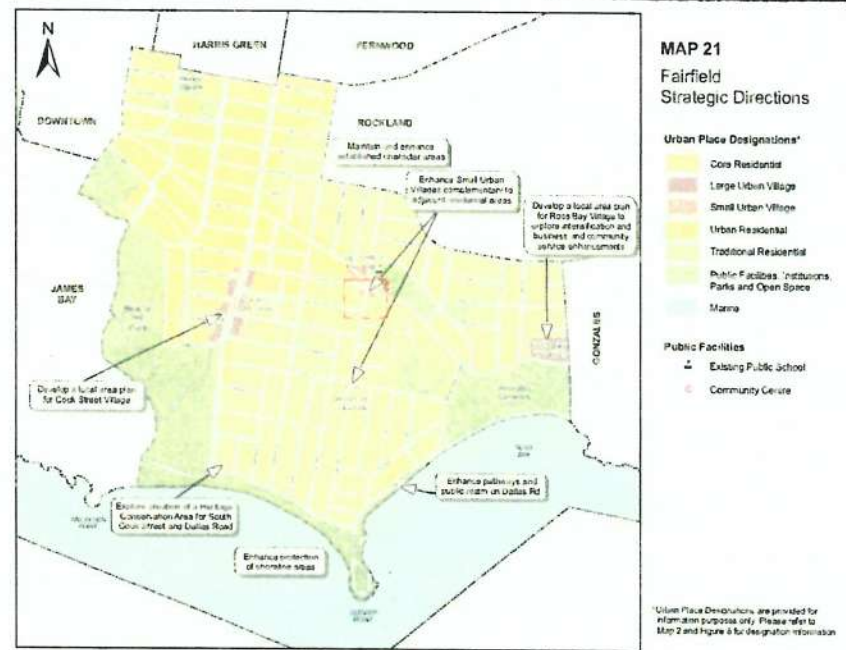 N
HARRIS GREEN
FERNWOOD
DOWNTOWN
ROCKLAND
Maintain and enhance
established character areas
Enhance Small Urban
Villages complementary to
adjacent residential areas
Develop a local area plan
for Ross Bay Village to
explore intensification and
business and community
service enhancements
JAMES
BAY
GONZALES
Develop a local area plan
for Cook Street Village
Explore creation of a Heritage
Conservation Area for South
Cook Street and Dallas Road
Enhance pathways and
public realm on Dallas Rd
Enhance protection
of shoreline areas
CLOVER
POINT
MAP 21
Fairfield
Strategic Directions
Urban Place Designations*
Core Residential
Large Urban Village
Small Urban Village
Urban Residential
Traditional Residential
Public Facilities, Institutions,
Parks and Open Space
Marine
Public Facilities
Existing Public School
Community Centre
*Urban Place Designations are provided for
information purposes only. Please refer to
Map 2 and Figure 8 for designation information